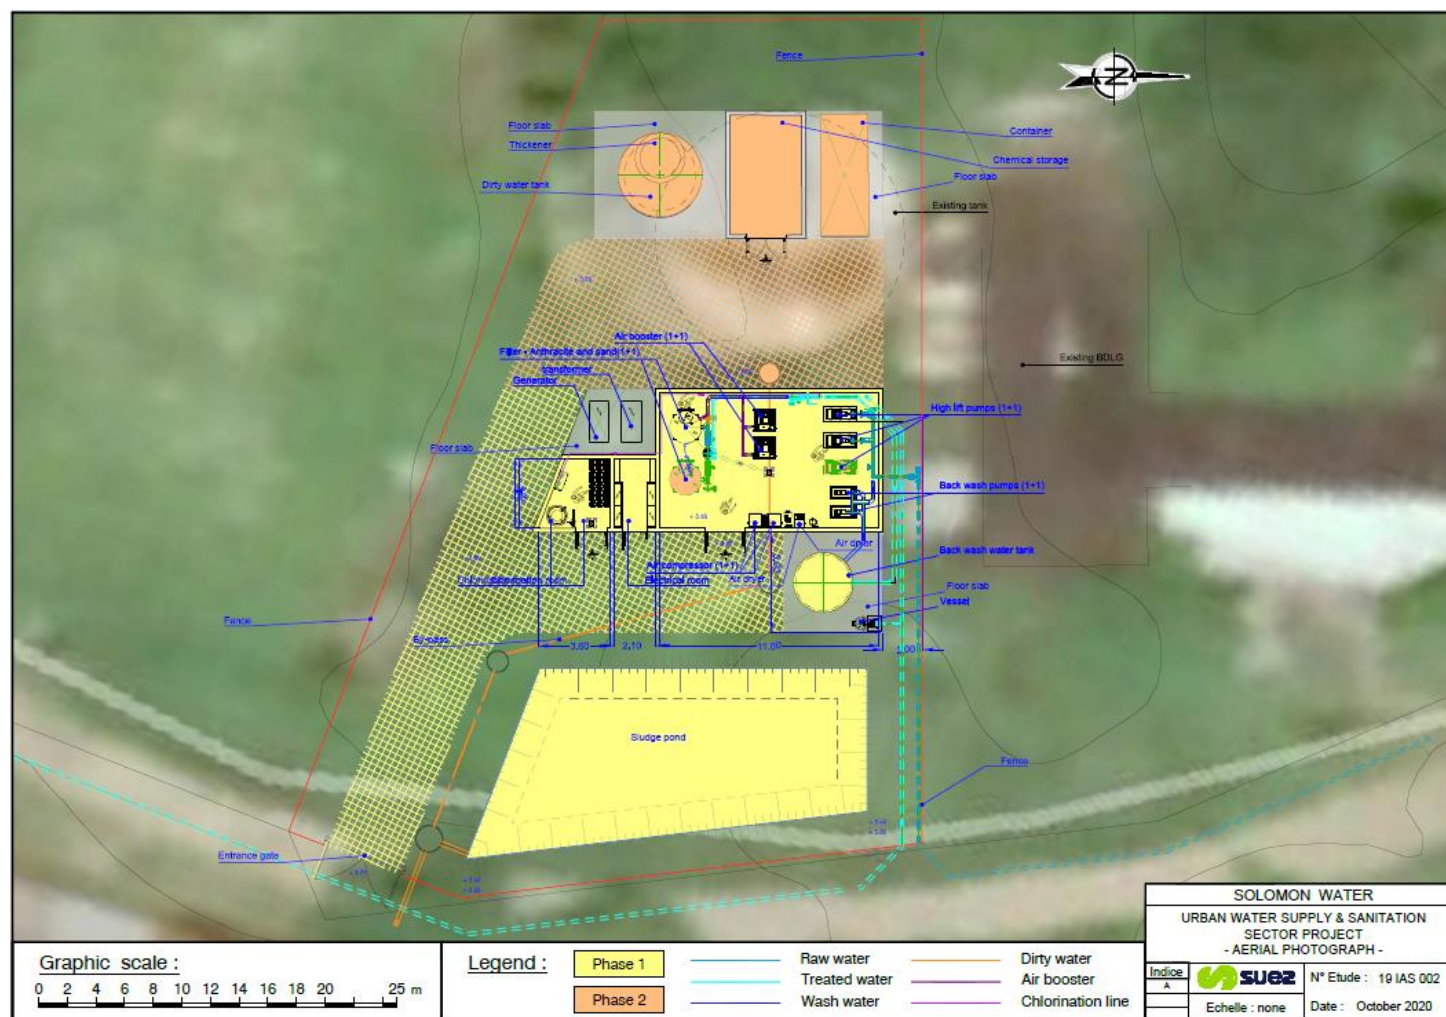 Fence
Floor slab
Thickener
Dirty water tank
Container
Chemical storage
Floor slab
Existing tank
Air booster (1+1)
Filter - Anthracite and sand(1+1)
transformer
Generator
Existing BDLG
High lift pumps (1+1)
Floor slab
Back wash pumps (1+1)
Air dryer
Back wash water tank
Air compressor (1+1)
Electrical room
Air dryer
Floor slab
Vessel
Fence
By-pass
3.60
2.10
11.00
Sludge pond
Fence
Entrance gate
SOLOMON WATER
URBAN WATER SUPPLY & SANITATION
SECTOR PROJECT
- AERIAL PHOTOGRAPH -
Indice
A
suez
N° Etude : 19 IAS 002
Echelle : none
Date : October 2020
Graphic scale :
0 2 4 6 8 10 12 14 16 18 20 25 m
Legend :
Phase 1
Phase 2
Raw water
Treated water
Wash water
Dirty water
Air booster
Chlorination line